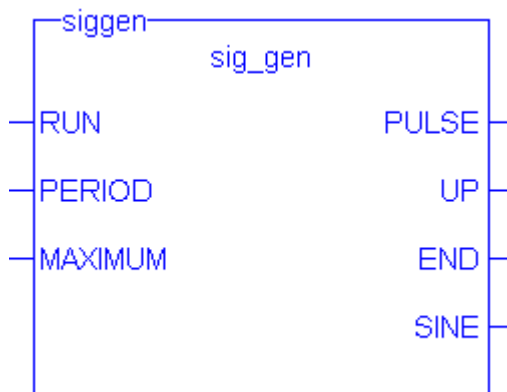 siggen
sig_gen
RUN PULSE
PERIOD UP
MAXIMUM END
SINE